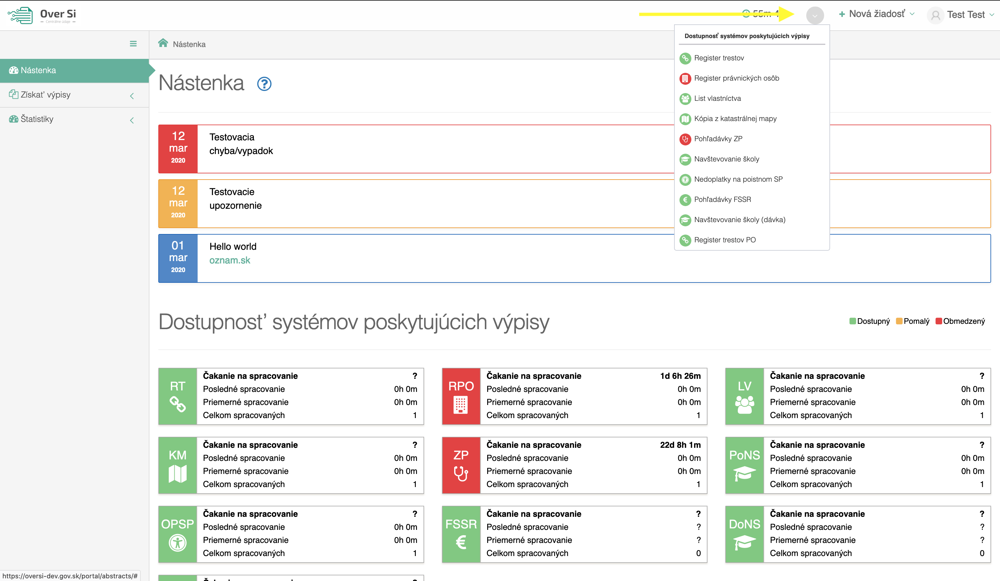 Over Si
Centrálne údaje
55m
Nová žiadosť
Test Test
Nástenka
Dostupnosť systémov poskytujúcich výpisy
Register trestov
Register právnických osôb
List vlastníctva
Kópia z katastrálnej mapy
Pohľadávky ZP
Navštevovanie školy
Nedoplatky na poistnom SP
Pohľadávky FSSR
Navštevovanie školy (dávka)
Register trestov PO
Nástenka
Získať výpisy
Štatistiky
Nástenka ?
12
mar
2020
Testovacia
chyba/vypadok
12
mar
2020
Testovacie
upozornenie
01
mar
2020
Hello world
oznam.sk
Dostupnosť systémov poskytujúcich výpisy
Dostupný Pomalý Obmedzený
RT
Čakanie na spracovanie ?
Posledné spracovanie 0h 0m
Priemerné spracovanie 0h 0m
Celkom spracovaných 1
RPO
Čakanie na spracovanie 1d 6h 26m
Posledné spracovanie 0h 0m
Priemerné spracovanie 0h 0m
Celkom spracovaných 1
LV
Čakanie na spracovanie ?
Posledné spracovanie 0h 0m
Priemerné spracovanie 0h 0m
Celkom spracovaných 1
KM
Čakanie na spracovanie ?
Posledné spracovanie 0h 0m
Priemerné spracovanie 0h 0m
Celkom spracovaných 1
ZP
Čakanie na spracovanie 22d 8h 1m
Posledné spracovanie 0h 0m
Priemerné spracovanie 0h 0m
Celkom spracovaných 1
PoNS
Čakanie na spracovanie ?
Posledné spracovanie 0h 0m
Priemerné spracovanie 0h 0m
Celkom spracovaných 1
OPSP
Čakanie na spracovanie ?
Posledné spracovanie 0h 0m
Priemerné spracovanie 0h 0m
Celkom spracovaných 1
FSSR
Čakanie na spracovanie ?
Posledné spracovanie ?
Priemerné spracovanie ?
Celkom spracovaných 0
DoNS
Čakanie na spracovanie ?
Posledné spracovanie ?
Priemerné spracovanie ?
Celkom spracovaných 0
https://oversi-dev.gov.sk/portal/abstracts/#